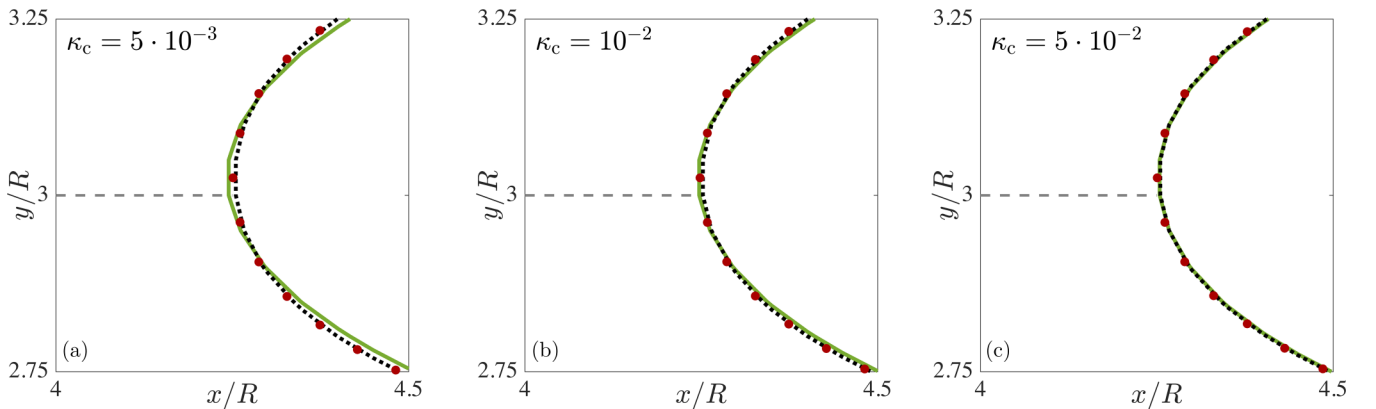 3.25
κc = 5 · 10⁻³
y/R
3
2.75
(a)
4
x/R
4.5
3.25
κc = 10⁻²
y/R
3
2.75
(b)
4
x/R
4.5
3.25
κc = 5 · 10⁻²
y/R
3
2.75
(c)
4
x/R
4.5